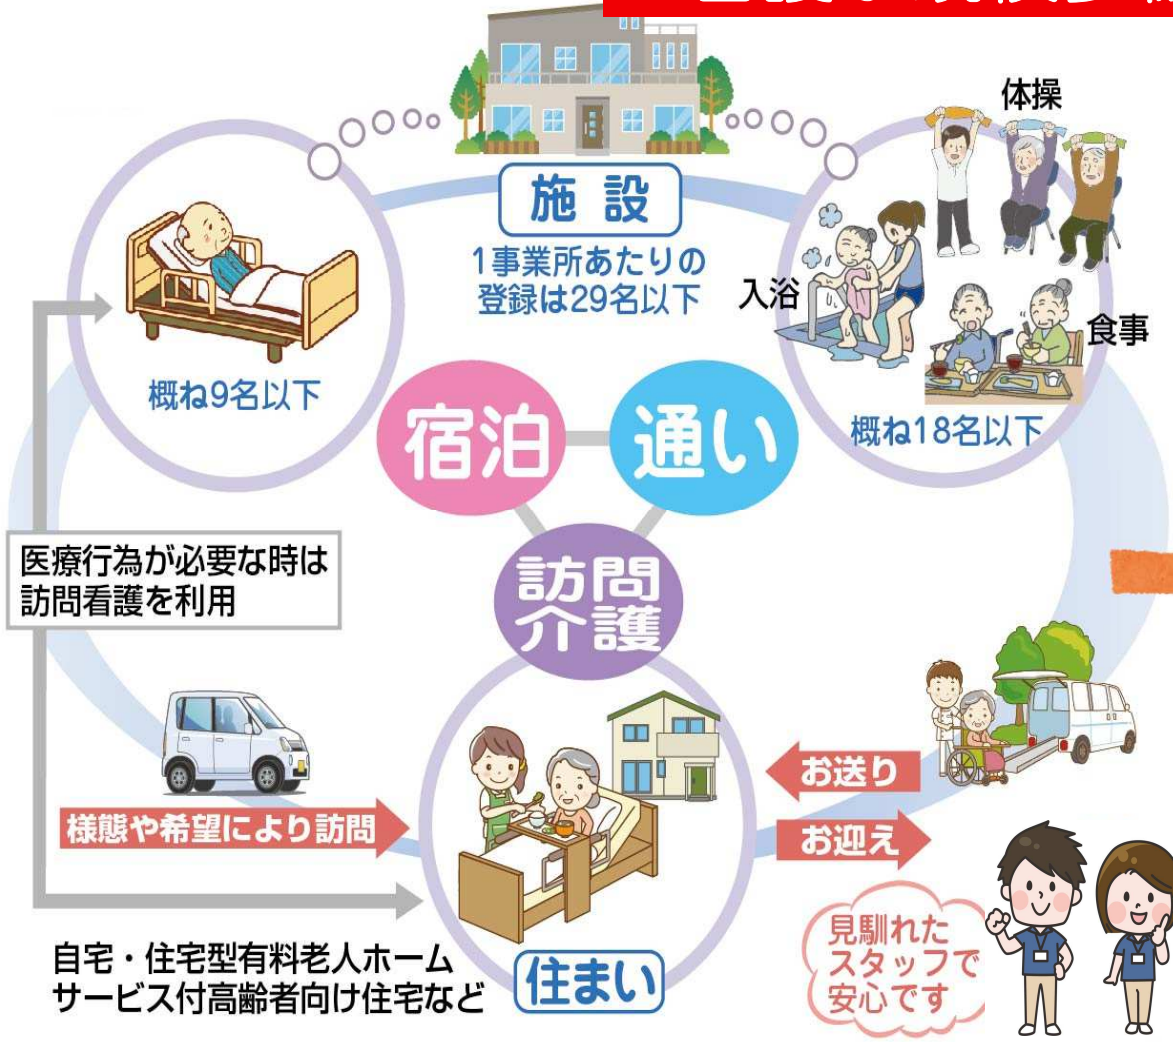 体操
施設
1事業所あたりの
登録は29名以下
入浴
食事
概ね9名以下
概ね18名以下
宿泊
通い
訪問
介護
医療行為が必要な時は
訪問看護を利用
お送り
お迎え
様態や希望により訪問
見馴れた
スタッフで
安心です
自宅・住宅型有料老人ホーム
サービス付高齢者向け住宅など
住まい